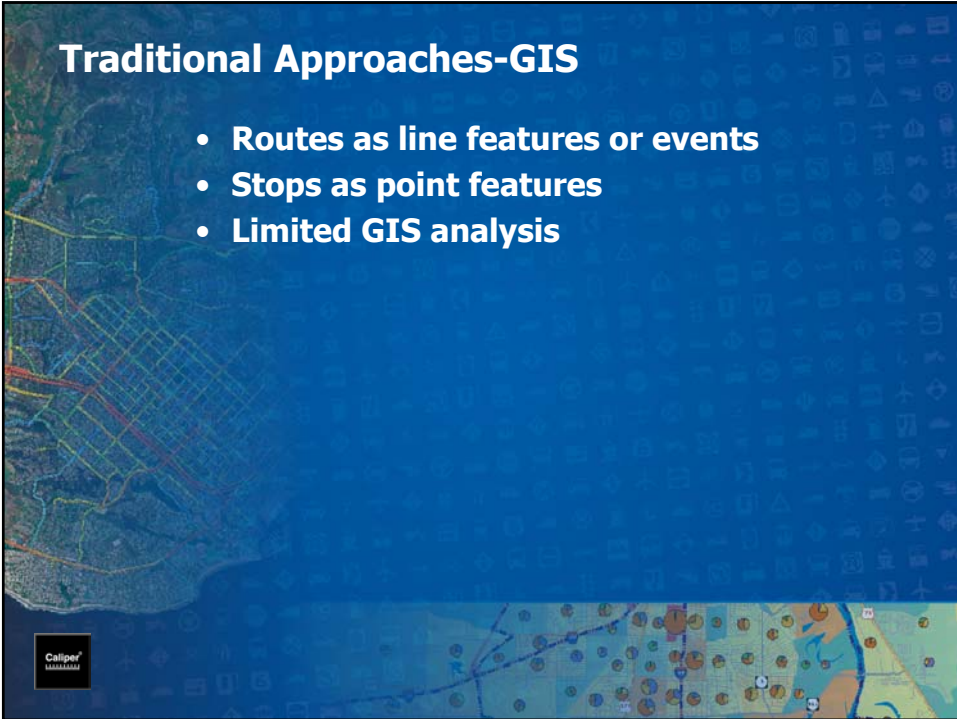 Traditional Approaches-GIS
• Routes as line features or events
• Stops as point features
• Limited GIS analysis
Caliper®